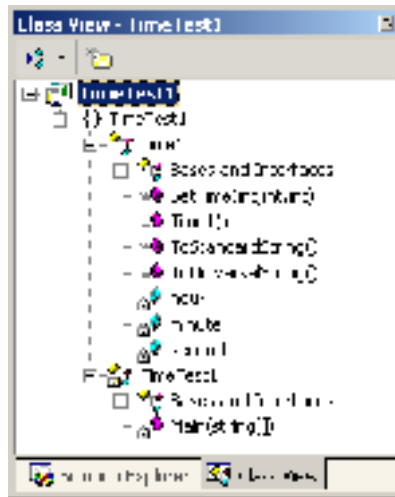 Class View - TimeTest1
TimeTest1
{} TimeTest1
Time1
Bases and Interfaces
SetTime(int,int,int)
Time1()
ToStandardString()
ToUniversalString()
hour
minute
second
TimeTest1
Bases and Interfaces
Main(string[])
Solution Explorer Class View